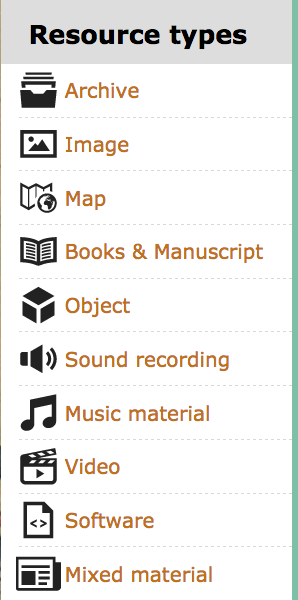 Resource types
Archive
Image
Map
Books & Manuscript
Object
Sound recording
Music material
Video
Software
Mixed material